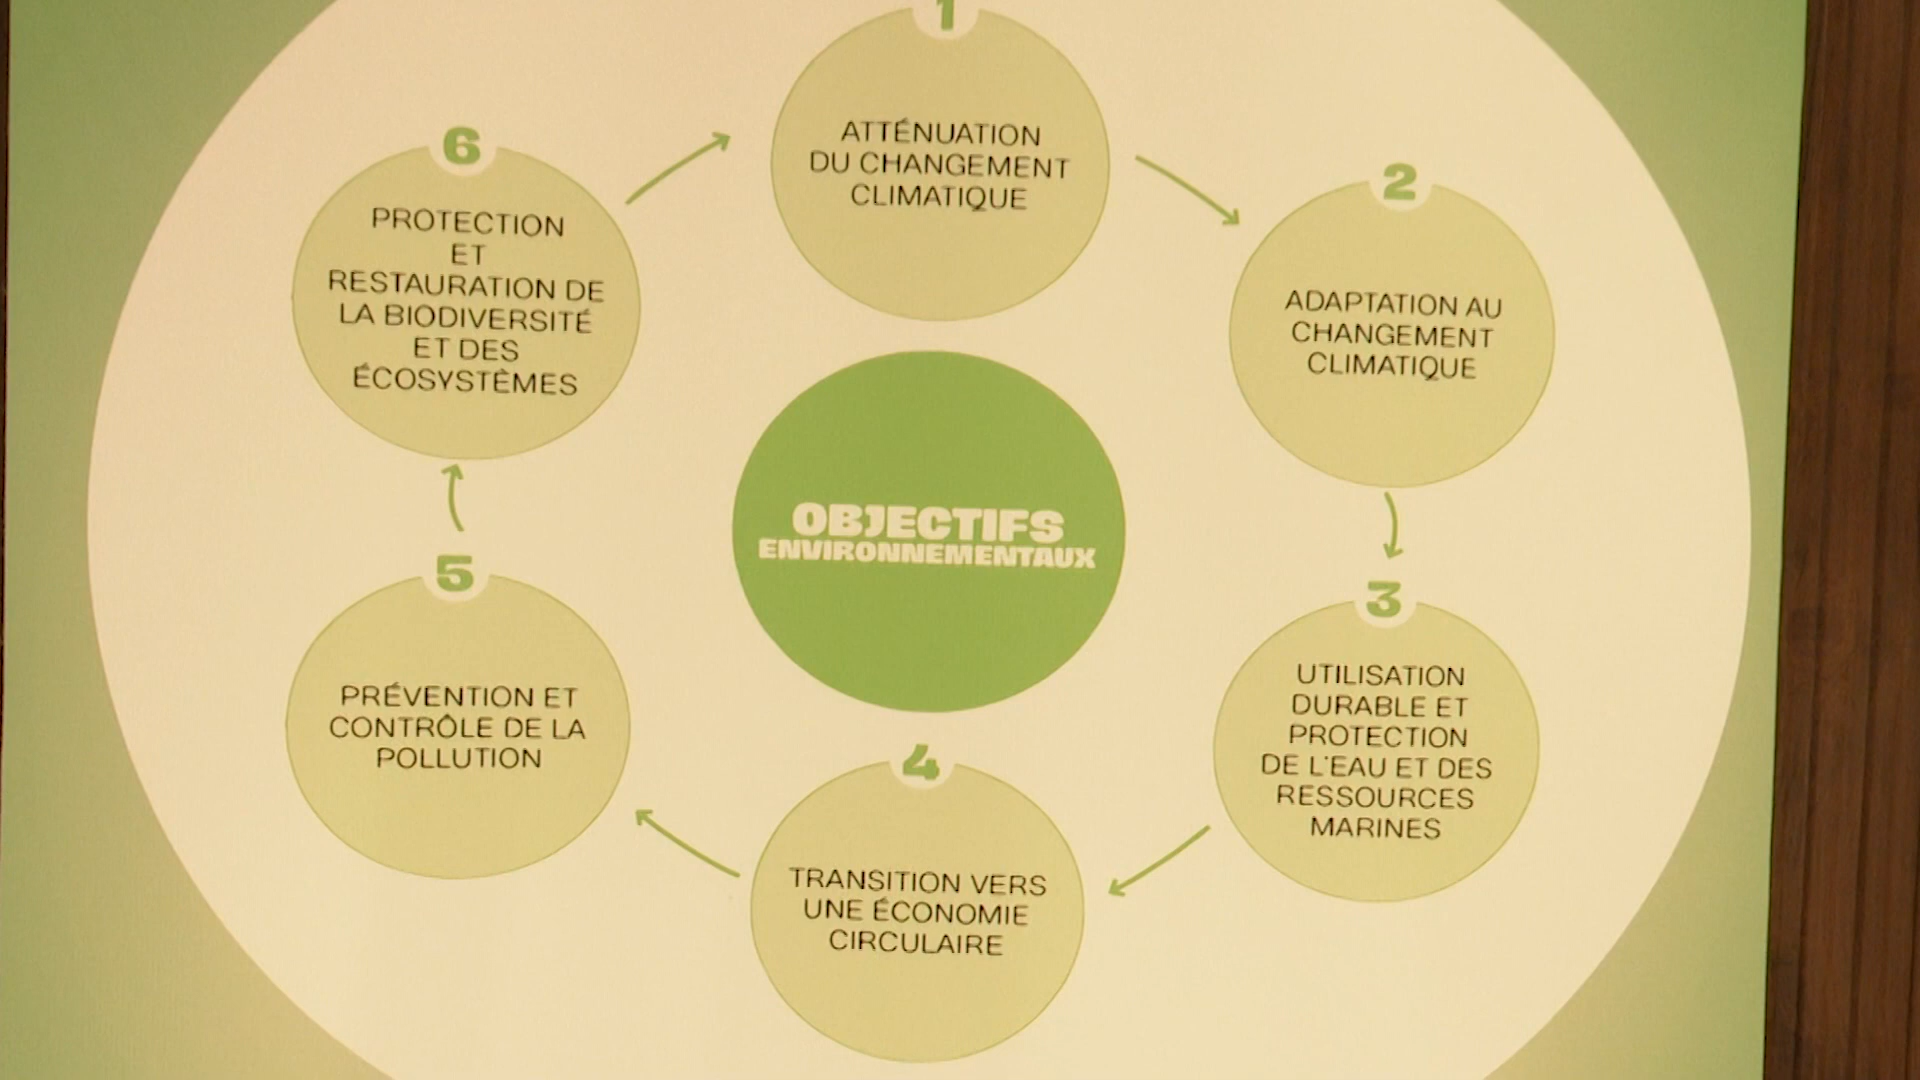 1
ATTÉNUATION
DU CHANGEMENT
CLIMATIQUE
2
ADAPTATION AU
CHANGEMENT
CLIMATIQUE
3
UTILISATION
DURABLE ET
PROTECTION
DE L'EAU ET DES
RESSOURCES
MARINES
4
TRANSITION VERS
UNE ÉCONOMIE
CIRCULAIRE
5
PRÉVENTION ET
CONTRÔLE DE LA
POLLUTION
6
PROTECTION
ET
RESTAURATION DE
LA BIODIVERSITÉ
ET DES
ÉCOSYSTÈMES
OBJECTIFS
ENVIRONNEMENTAUX